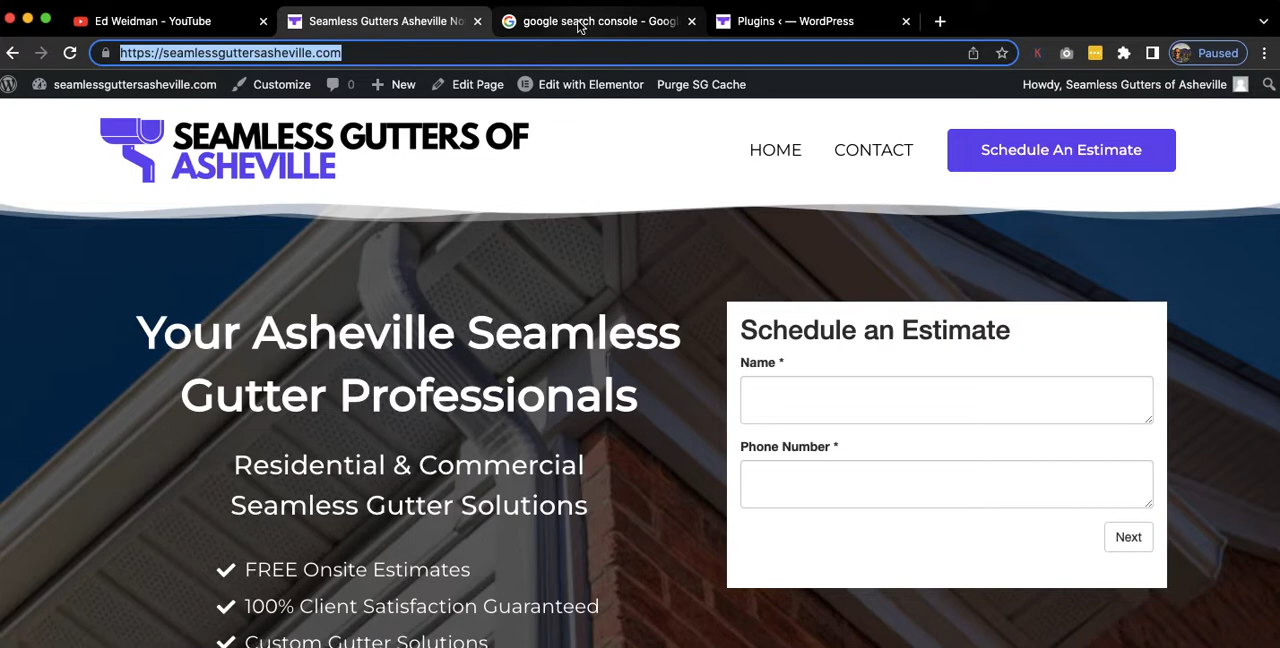 Ed Weidman - YouTube
Seamless Gutters Asheville No
google search console - Goog
Plugins ‹ — WordPress
https://seamlessguttersasheville.com
Paused
seamlessguttersasheville.com
Customize
0
New
Edit Page
Edit with Elementor
Purge SG Cache
Howdy, Seamless Gutters of Asheville
SEAMLESS GUTTERS OF
ASHEVILLE
HOME
CONTACT
Schedule An Estimate
Your Asheville Seamless
Gutter Professionals
Residential & Commercial
Seamless Gutter Solutions
FREE Onsite Estimates
100% Client Satisfaction Guaranteed
Custom Gutter Solutions
Schedule an Estimate
Name *
Phone Number *
Next